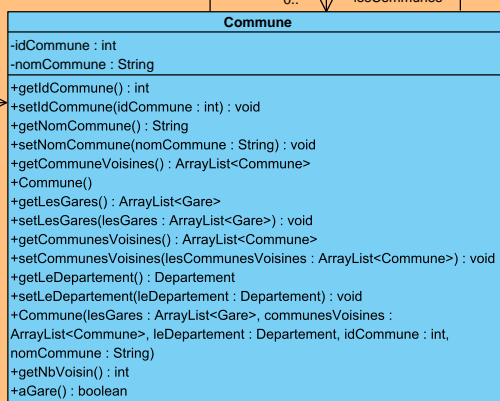 0..
Commune
-idCommune : int
-nomCommune : String
+getIdCommune() : int
+setIdCommune(idCommune : int) : void
+getNomCommune() : String
+setNomCommune(nomCommune : String) : void
+getCommuneVoisines() : ArrayList<Commune>
+Commune()
+getLesGares() : ArrayList<Gare>
+setLesGares(lesGares : ArrayList<Gare>) : void
+getCommunesVoisines() : ArrayList<Commune>
+setCommunesVoisines(lesCommunesVoisines : ArrayList<Commune>) : void
+getLeDepartement() : Departement
+setLeDepartement(leDepartement : Departement) : void
+Commune(lesGares : ArrayList<Gare>, communesVoisines :
ArrayList<Commune>, leDepartement : Departement, idCommune : int,
nomCommune : String)
+getNbVoisin() : int
+aGare() : boolean